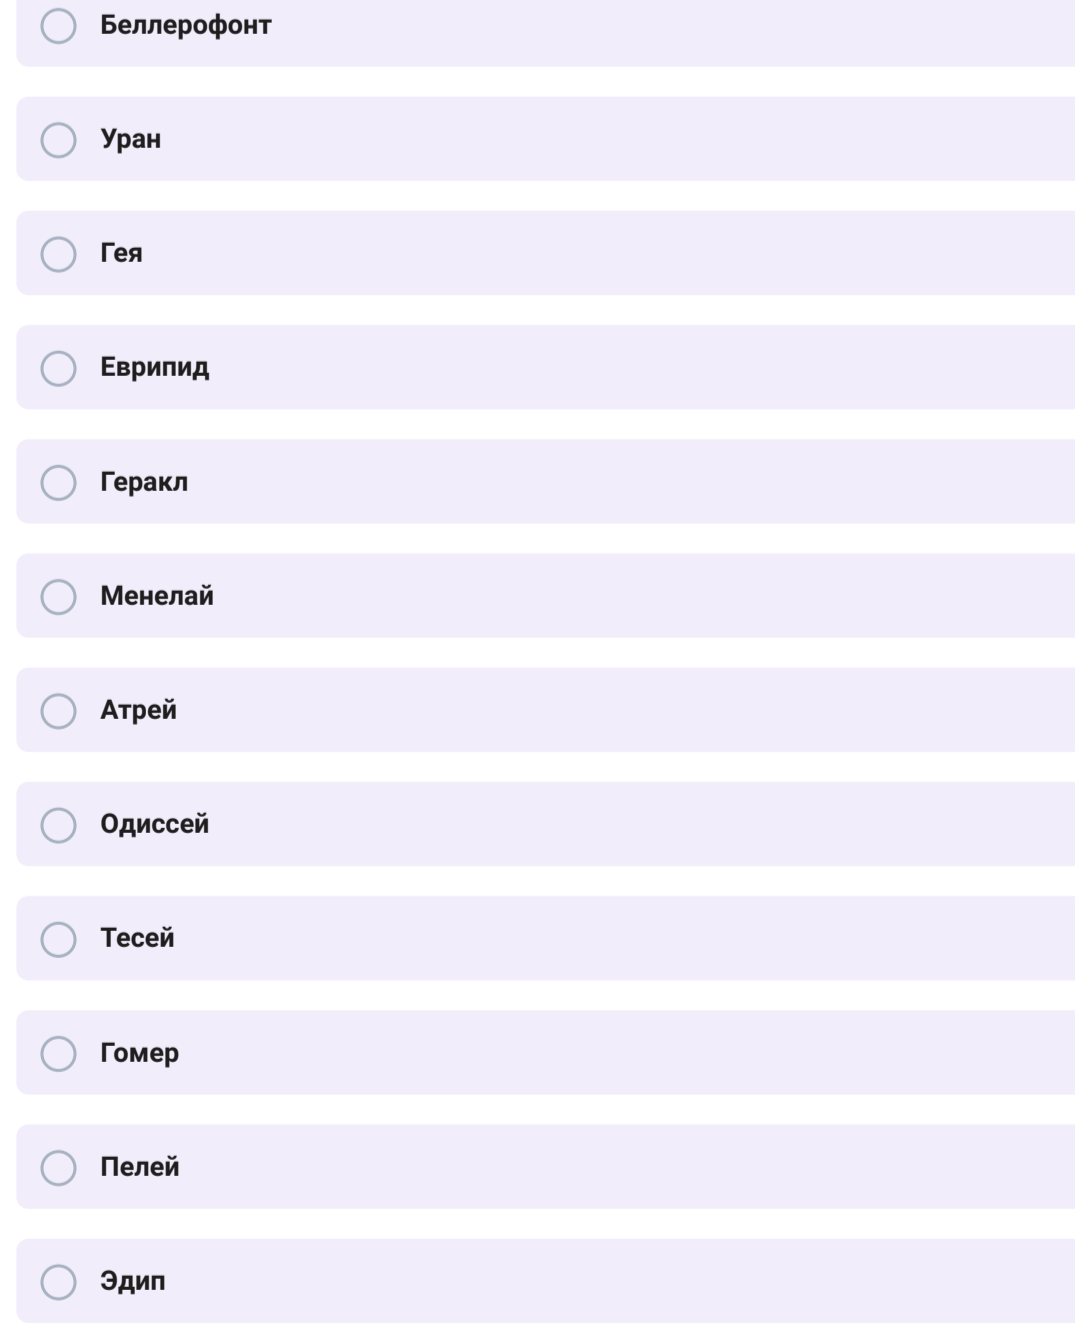 Беллерофонт
Уран
Гея
Еврипид
Геракл
Менелай
Атрей
Одиссей
Тесей
Гомер
Пелей
Эдип